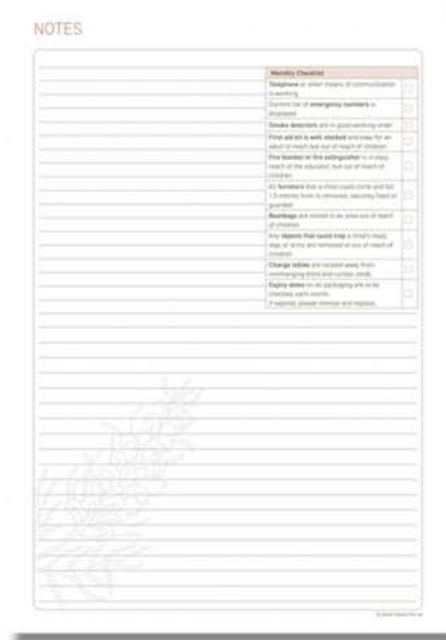 NOTES
Monthly Checklist
Telephone or other means of communication
is working
Current list of emergency numbers is
displayed
Smoke detectors are in good working order
First aid kit is well stocked and easy for an
adult to reach but out of reach of children
Fire blanket or fire extinguisher is in easy
reach of the educator, but out of reach of
children
All furniture that a child could climb and fall
1.5 metres from is removed, securely fixed or
guarded
Beanbags are stored in an area out of reach
of children
Any objects that could trap a child's head,
legs or arms are removed or out of reach of
children
Change tables are located away from
overhanging blind and curtain cords
Expiry dates on all packaging are to be
checked each month.
If expired, please remove and replace.